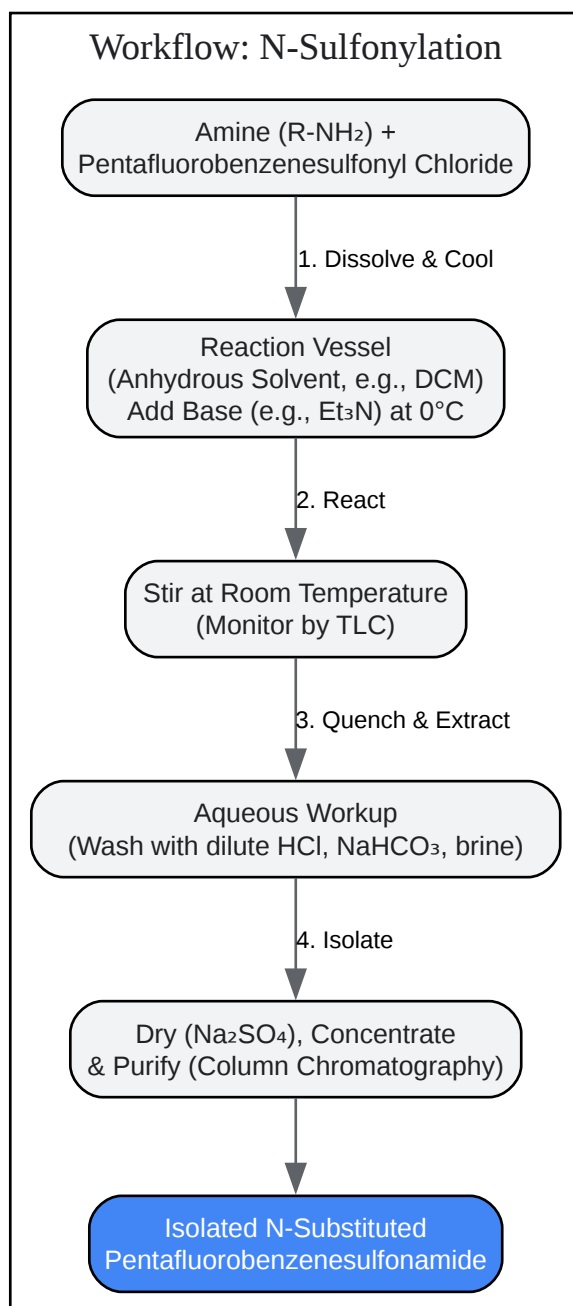 Workflow: N-Sulfonylation
Amine (R-NH₂) +
Pentafluorobenzenesulfonyl Chloride
1. Dissolve & Cool
Reaction Vessel
(Anhydrous Solvent, e.g., DCM)
Add Base (e.g., Et₃N) at 0°C
2. React
Stir at Room Temperature
(Monitor by TLC)
3. Quench & Extract
Aqueous Workup
(Wash with dilute HCl, NaHCO₃, brine)
4. Isolate
Dry (Na₂SO₄), Concentrate
& Purify (Column Chromatography)
Isolated N-Substituted
Pentafluorobenzenesulfonamide